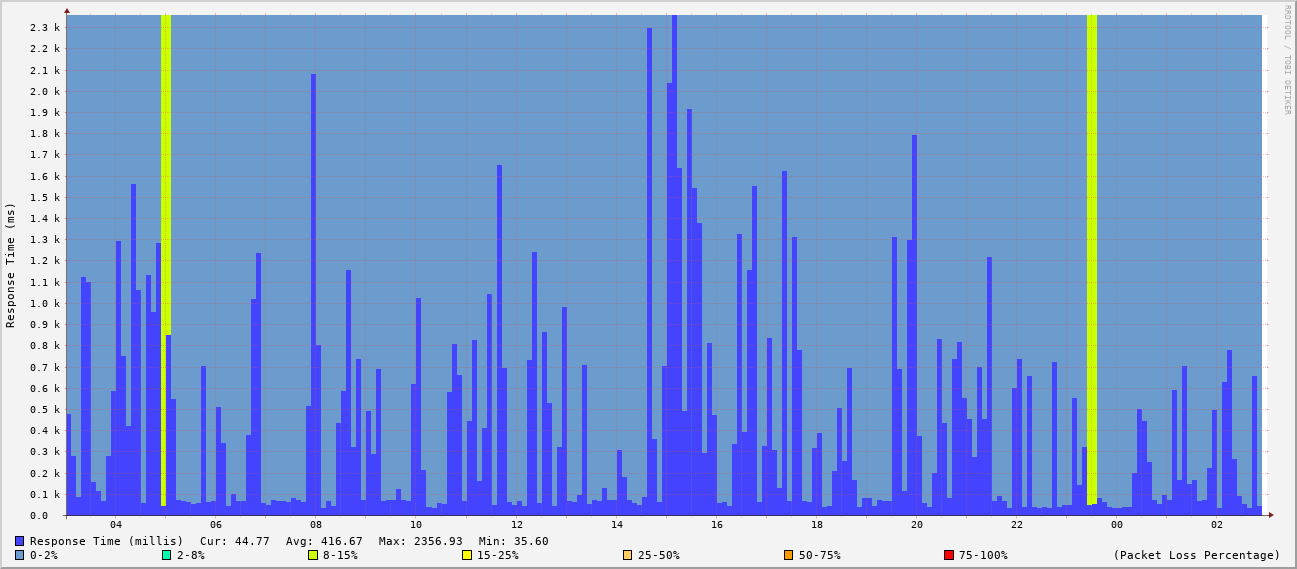 RRDTOOL / TOBI OETIKER
Response Time (ms)
2.3 k
2.2 k
2.1 k
2.0 k
1.9 k
1.8 k
1.7 k
1.6 k
1.5 k
1.4 k
1.3 k
1.2 k
1.1 k
1.0 k
0.9 k
0.8 k
0.7 k
0.6 k
0.5 k
0.4 k
0.3 k
0.2 k
0.1 k
0.0
04 06 08 10 12 14 16 18 20 22 00 02
Response Time (millis) Cur: 44.77 Avg: 416.67 Max: 2356.93 Min: 35.60
0-2% 2-8% 8-15% 15-25% 25-50% 50-75% 75-100% (Packet Loss Percentage)